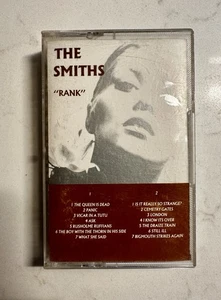 THE
SMITHS
"RANK"
1
1 THE QUEEN IS DEAD
2 PANIC
3 VICAR IN A TUTU
4 ASK
5 RUSHOLME RUFFIANS
6 THE BOY WITH THE THORN IN HIS SIDE
7 WHAT SHE SAID
2
1 IS IT REALLY SO STRANGE?
2 CEMETRY GATES
3 LONDON
4 I KNOW ITS OVER
5 THE DRAIZE TRAIN
6 STILL ILL
7 BIGMOUTH STRIKES AGAIN